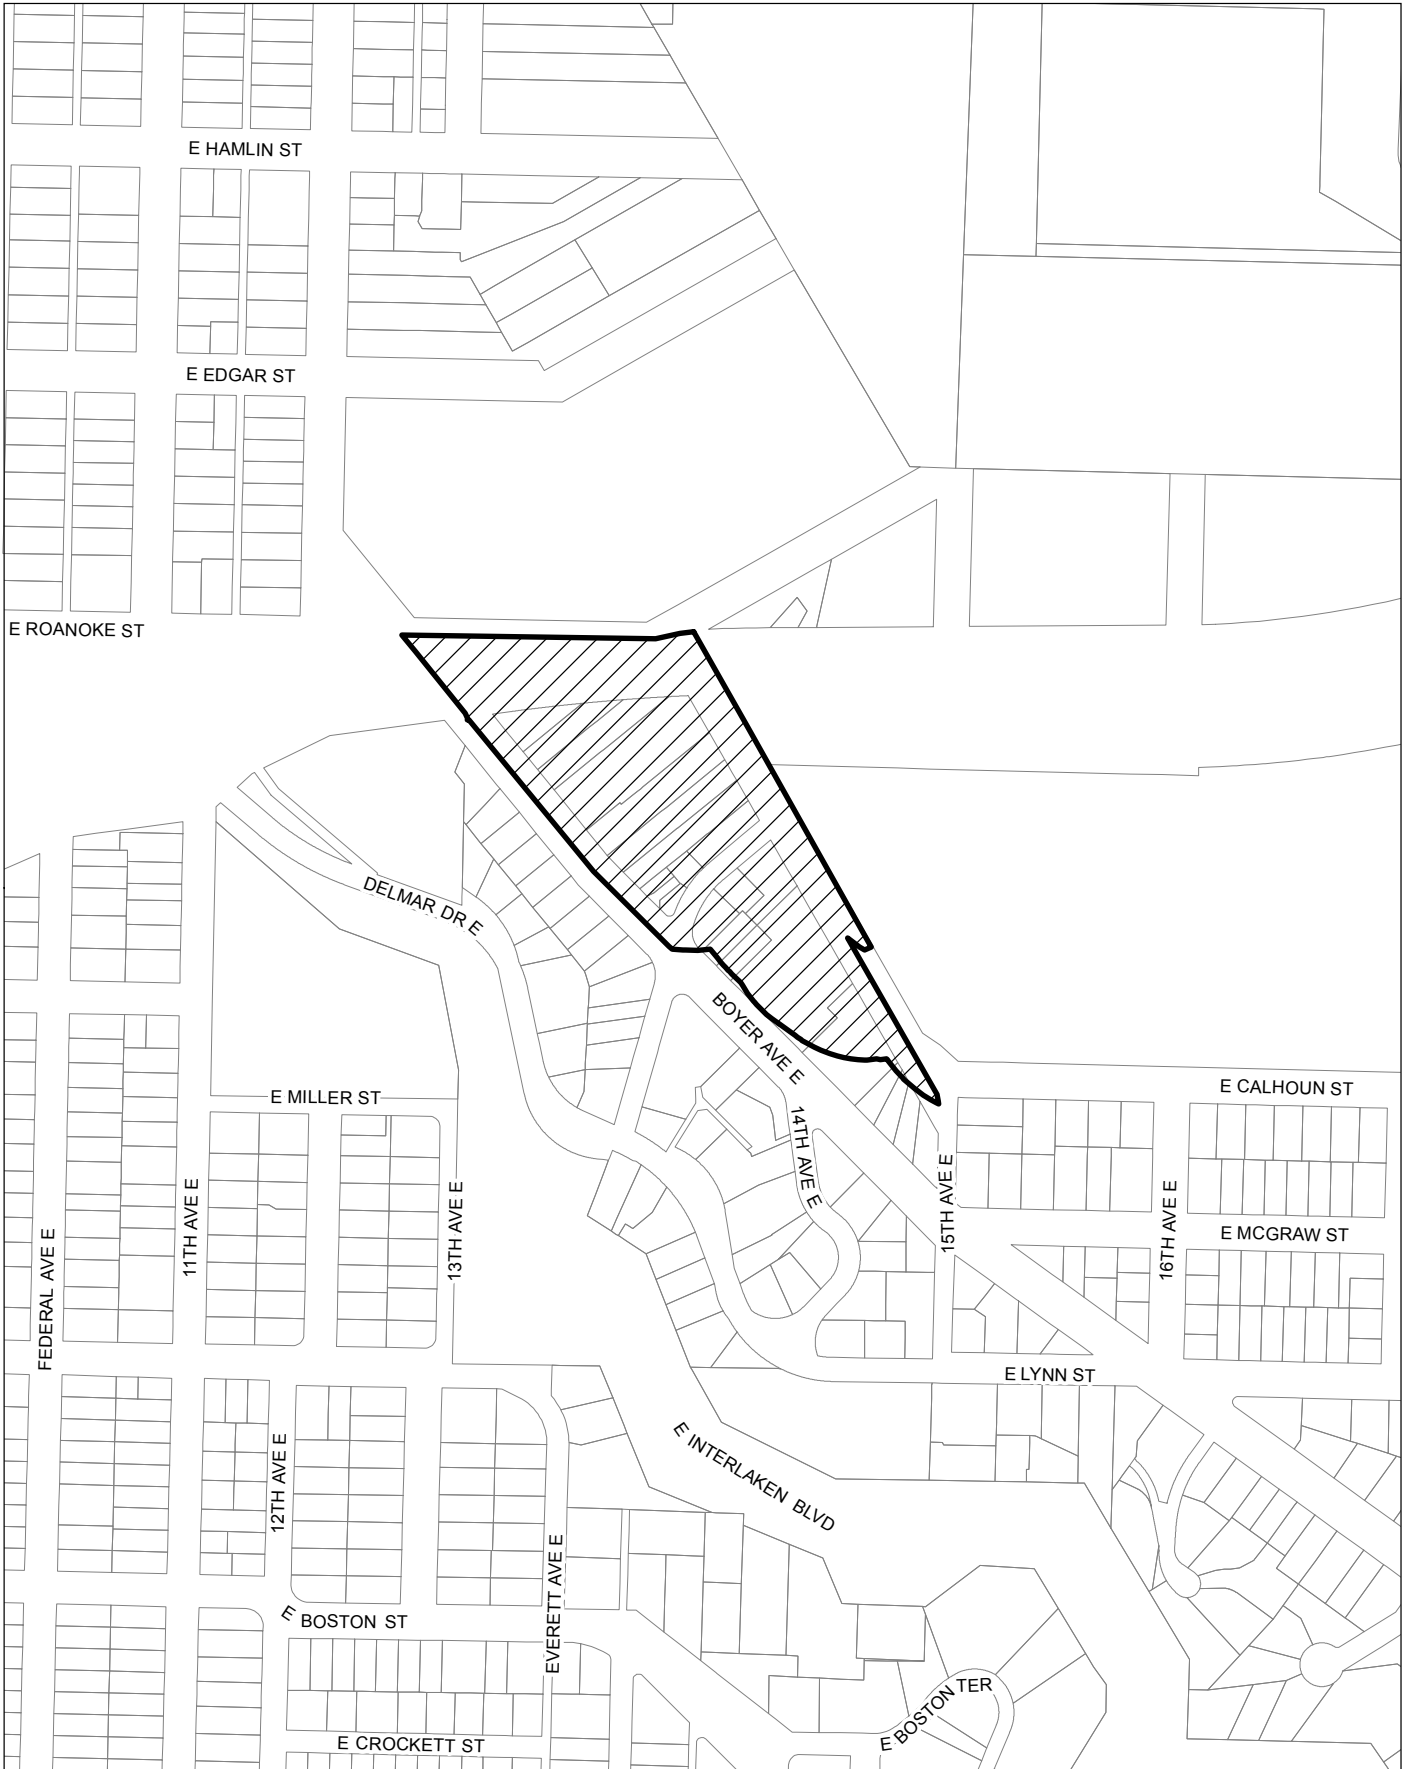 E HAMLIN ST
E EDGAR ST
E ROANOKE ST
DELMAR DR E
BOYER AVE E
E CALHOUN ST
E MILLER ST
14TH AVE E
15TH AVE E
11TH AVE E
13TH AVE E
16TH AVE E
E MCGRAW ST
FEDERAL AVE E
E LYNN ST
12TH AVE E
E INTERLAKEN BLVD
EVERETT AVE E
E BOSTON ST
E BOSTON TER
E CROCKETT ST